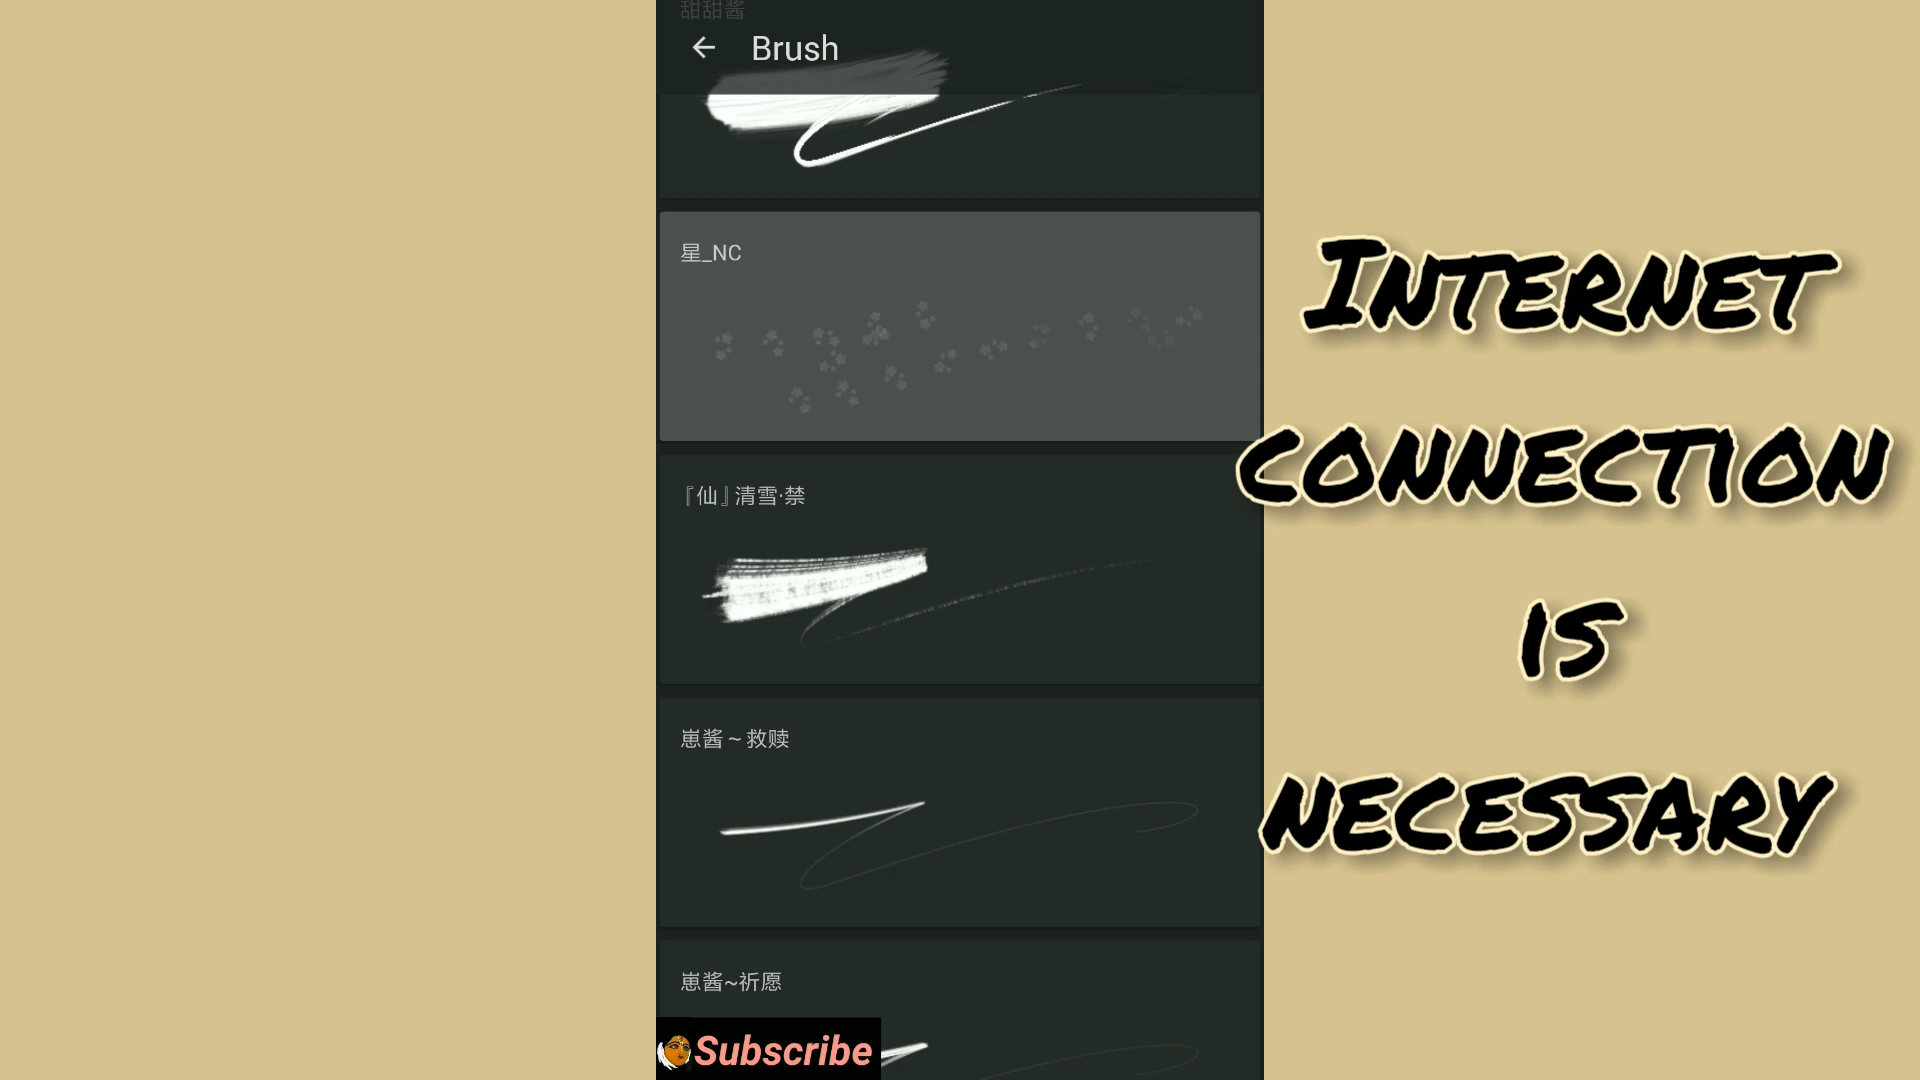 甜甜酱
Brush
星_NC
『仙』清雪·禁
崽酱~救赎
崽酱~祈愿
Subscribe
INTERNET
CONNECTION
IS
NECESSARY